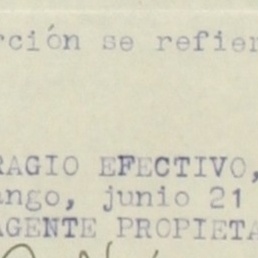 rción se refier
RAGIO EFECTIVO,
ango, junio 21
AGENTE PROPIETA